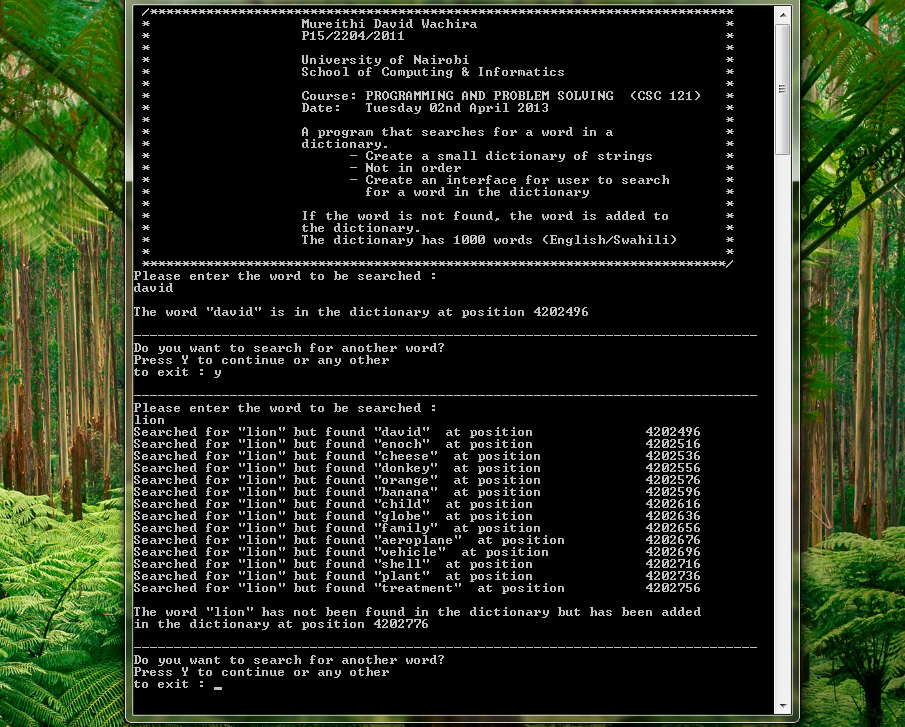 /************************************************************************
* Mureithi David Wachira *
* P15/2204/2011 *
* *
* University of Nairobi *
* School of Computing & Informatics *
* *
* Course: PROGRAMMING AND PROBLEM SOLVING (CSC 121) *
* Date: Tuesday 02nd April 2013 *
* *
* A program that searches for a word in a *
* dictionary. *
* - Create a small dictionary of strings *
* - Not in order *
* - Create an interface for user to search *
* for a word in the dictionary *
* *
* If the word is not found, the word is added to *
* the dictionary. *
* The dictionary has 1000 words (English/Swahili) *
* *
************************************************************************/
Please enter the word to be searched :
david
The word "david" is in the dictionary at position 4202496
______________________________________________________________________________
Do you want to search for another word?
Press Y to continue or any other
to exit : y
______________________________________________________________________________
Please enter the word to be searched :
lion
Searched for "lion" but found "david" at position 4202496
Searched for "lion" but found "enoch" at position 4202516
Searched for "lion" but found "cheese" at position 4202536
Searched for "lion" but found "donkey" at position 4202556
Searched for "lion" but found "orange" at position 4202576
Searched for "lion" but found "banana" at position 4202596
Searched for "lion" but found "child" at position 4202616
Searched for "lion" but found "globe" at position 4202636
Searched for "lion" but found "family" at position 4202656
Searched for "lion" but found "aeroplane" at position 4202676
Searched for "lion" but found "vehicle" at position 4202696
Searched for "lion" but found "shell" at position 4202716
Searched for "lion" but found "plant" at position 4202736
Searched for "lion" but found "treatment" at position 4202756
The word "lion" has not been found in the dictionary but has been added
in the dictionary at position 4202776
______________________________________________________________________________
Do you want to search for another word?
Press Y to continue or any other
to exit : _